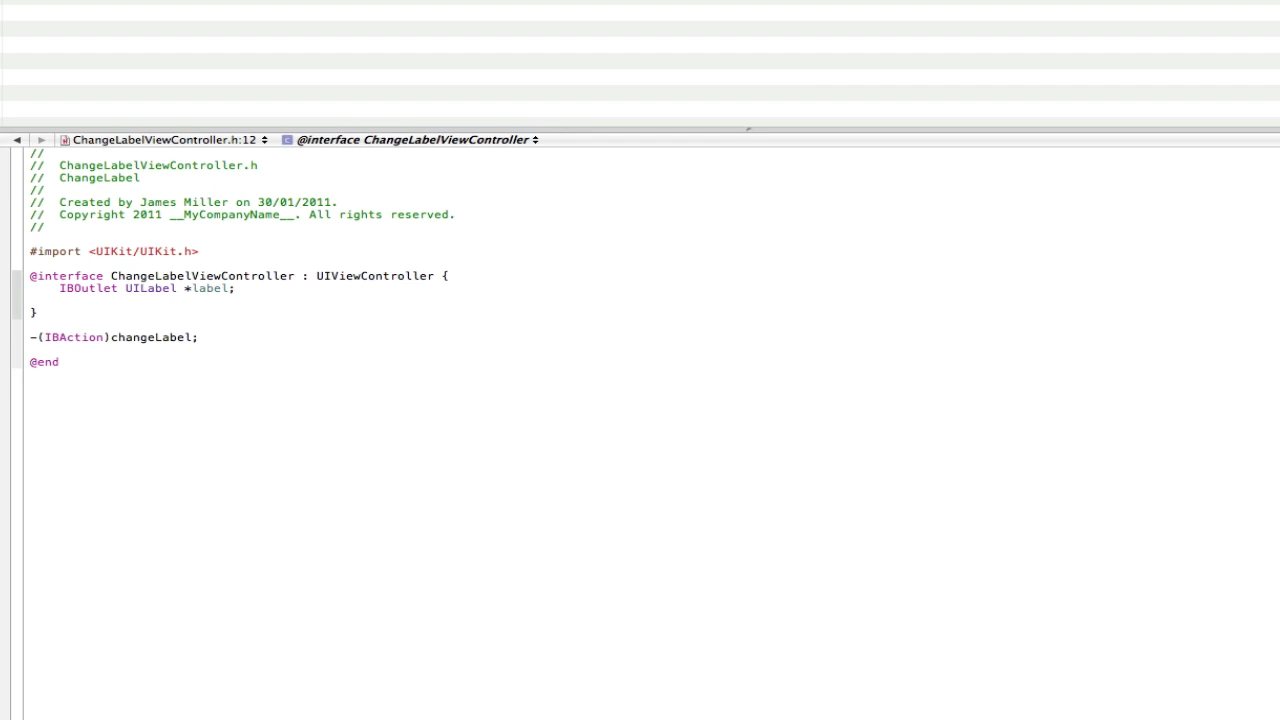 ChangeLabelViewController.h:12 @interface ChangeLabelViewController
//
// ChangeLabelViewController.h
// ChangeLabel
//
// Created by James Miller on 30/01/2011.
// Copyright 2011 __MyCompanyName__. All rights reserved.
//
#import <UIKit/UIKit.h>
@interface ChangeLabelViewController : UIViewController {
IBOutlet UILabel *label;
}
-(IBAction)changeLabel;
@end